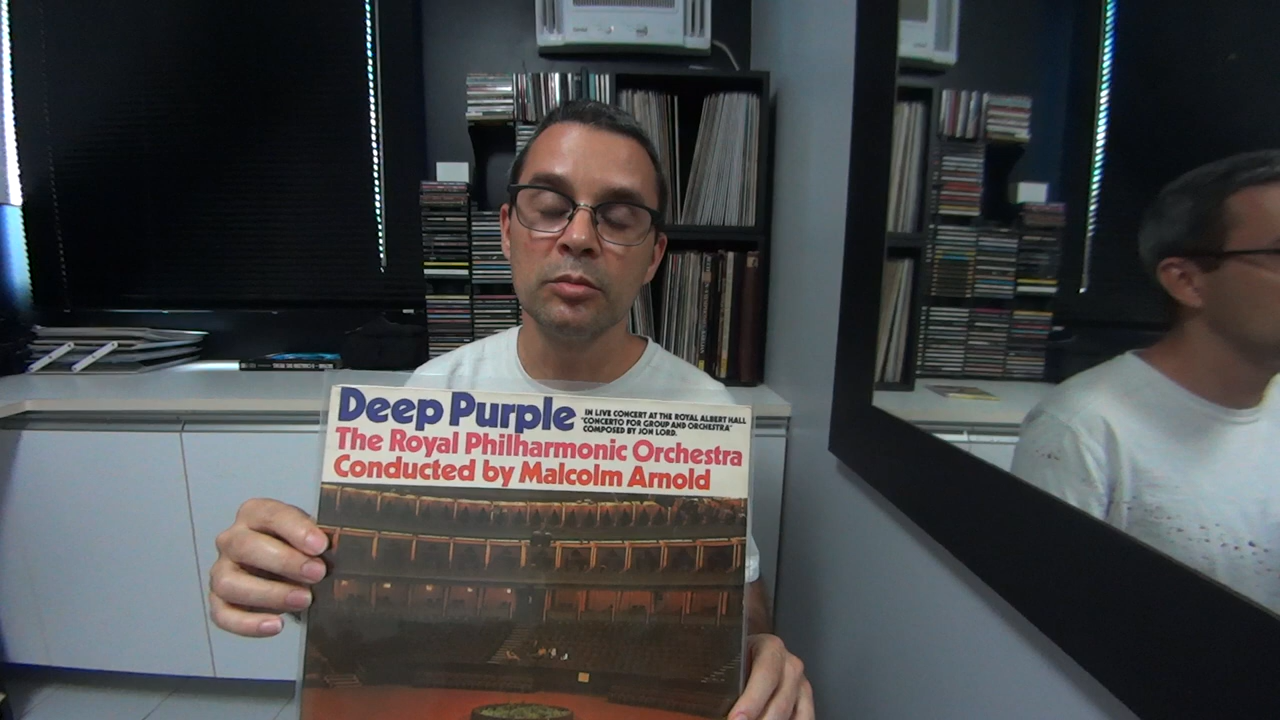 Deep Purple
IN LIVE CONCERT AT THE ROYAL ALBERT HALL
"CONCERTO FOR GROUP AND ORCHESTRA"
COMPOSED BY JON LORD.
The Royal Philharmonic Orchestra
Conducted by Malcolm Arnold